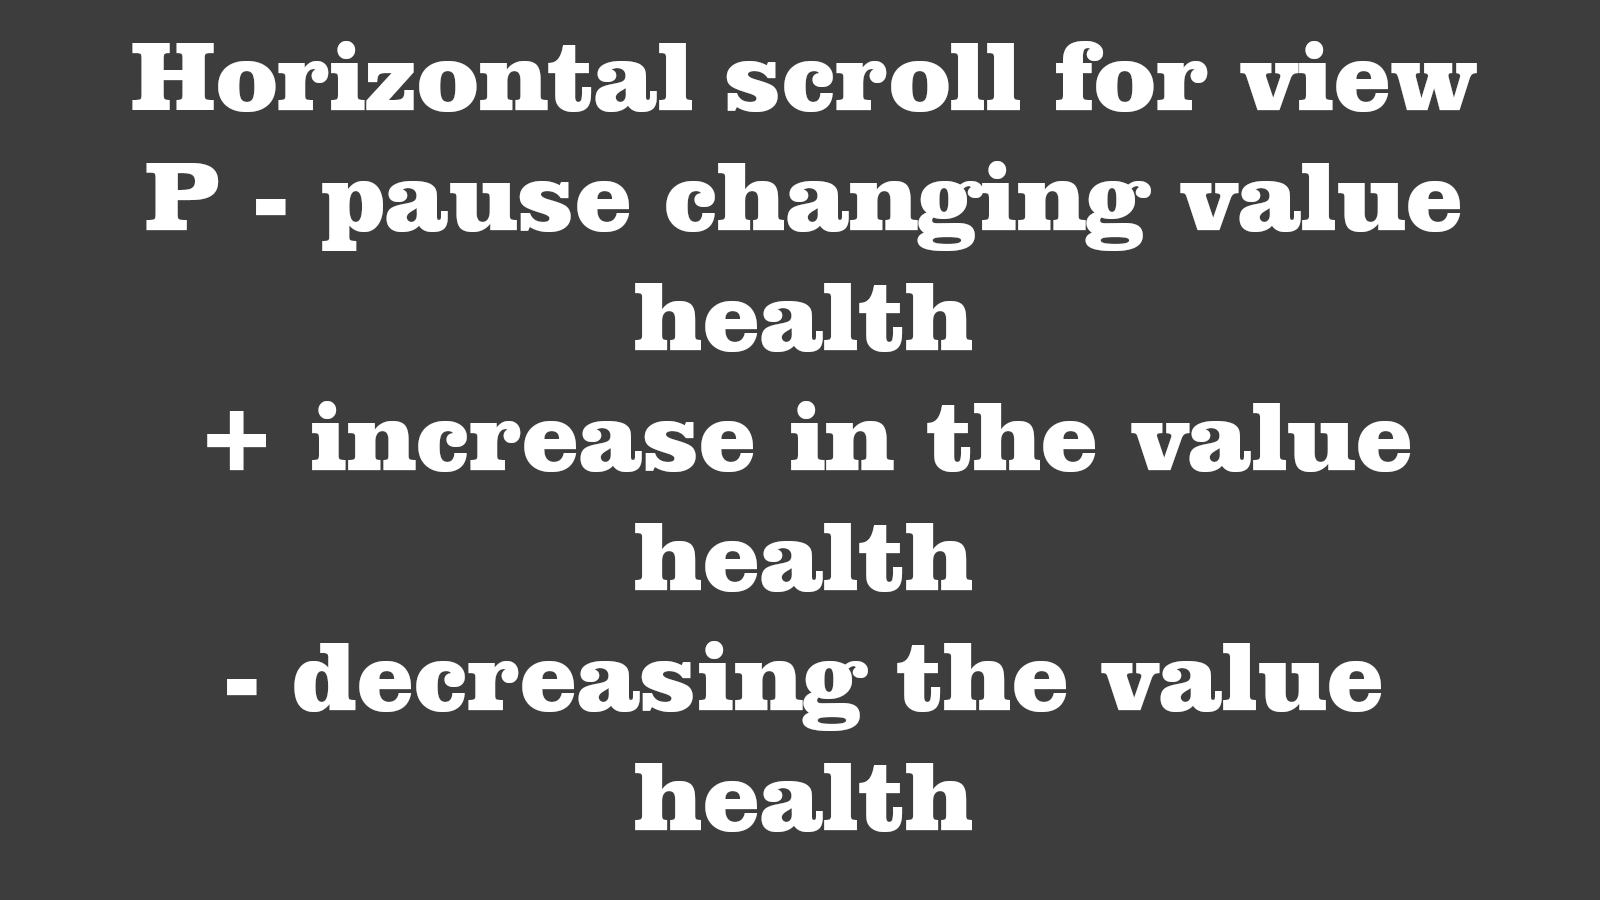 Horizontal scroll for view
P - pause changing value
health
+ increase in the value
health
- decreasing the value
health